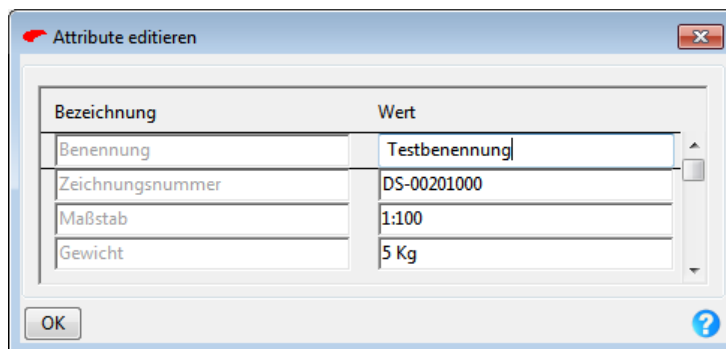 Attribute editieren
Bezeichnung Wert
Benennung Testbenennung
Zeichnungsnummer DS-00201000
Maßstab 1:100
Gewicht 5 Kg
OK ?